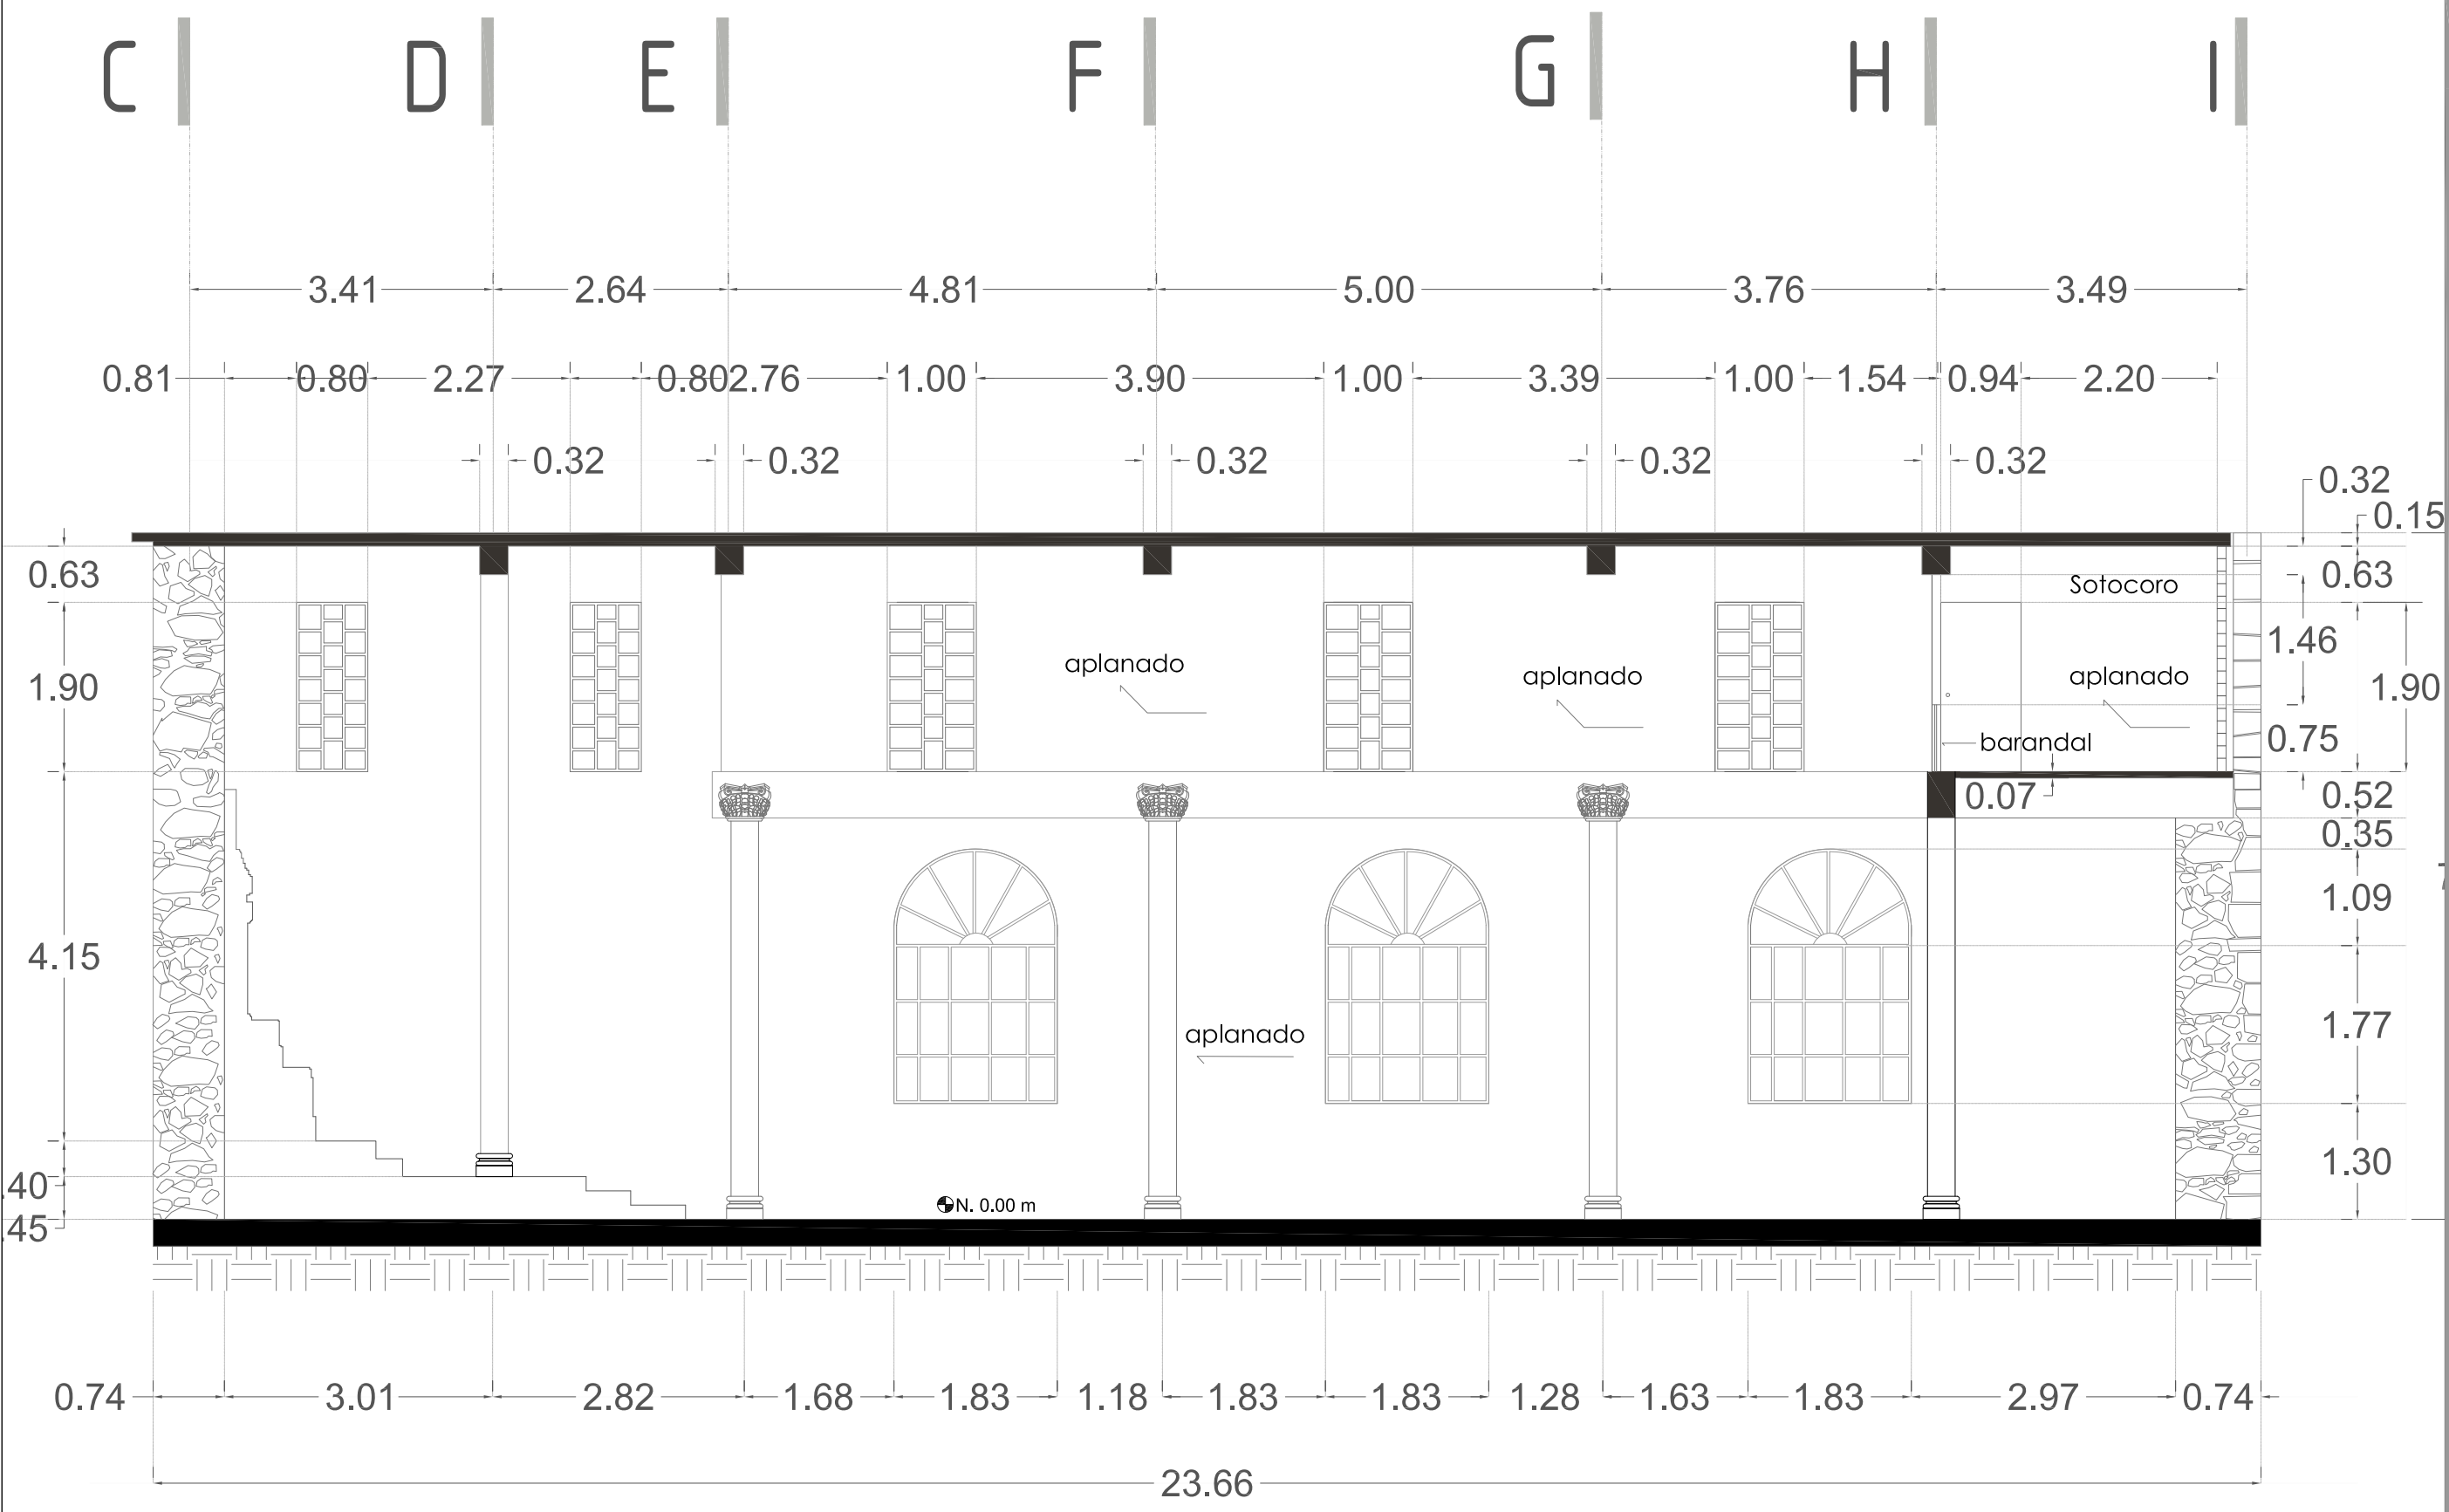 C D E F G H I
3.41 2.64 4.81 5.00 3.76 3.49
0.81 0.80 2.27 0.80 2.76 1.00 3.90 1.00 3.39 1.00 1.54 0.94 2.20
0.32 0.32 0.32 0.32 0.32
0.32
0.15
0.63 0.63
Sotocoro
1.46
aplanado aplanado aplanado
1.90 1.90
barandal 0.75
0.07 0.52
0.35
1.09
4.15
1.77
aplanado
1.30
.40
N. 0.00 m
.45
0.74 3.01 2.82 1.68 1.83 1.18 1.83 1.83 1.28 1.63 1.83 2.97 0.74
23.66